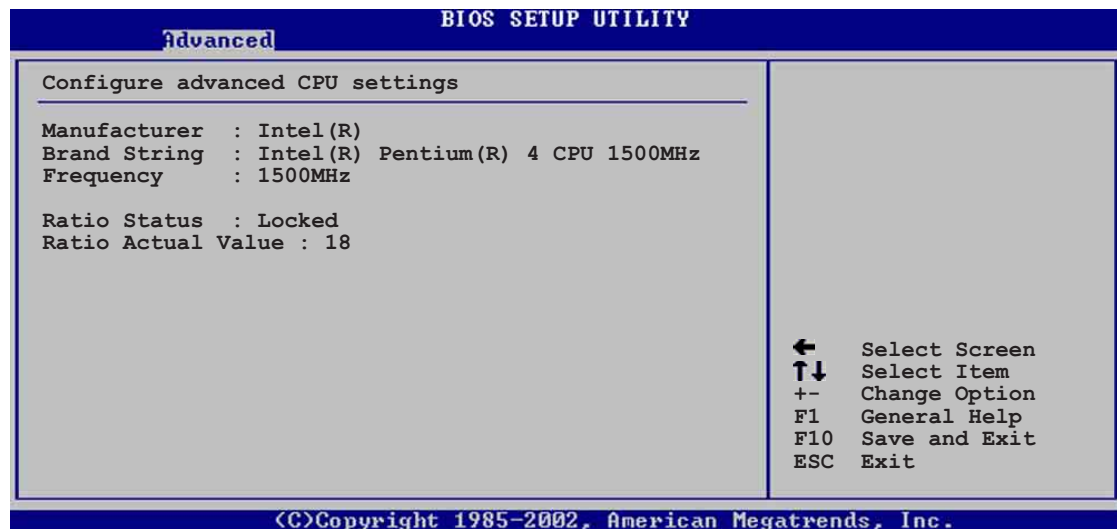 BIOS SETUP UTILITY
Advanced
Configure advanced CPU settings
Manufacturer : Intel(R)
Brand String : Intel(R) Pentium(R) 4 CPU 1500MHz
Frequency : 1500MHz
Ratio Status : Locked
Ratio Actual Value : 18
← Select Screen
↑↓ Select Item
+- Change Option
F1 General Help
F10 Save and Exit
ESC Exit
(C)Copyright 1985-2002, American Megatrends, Inc.